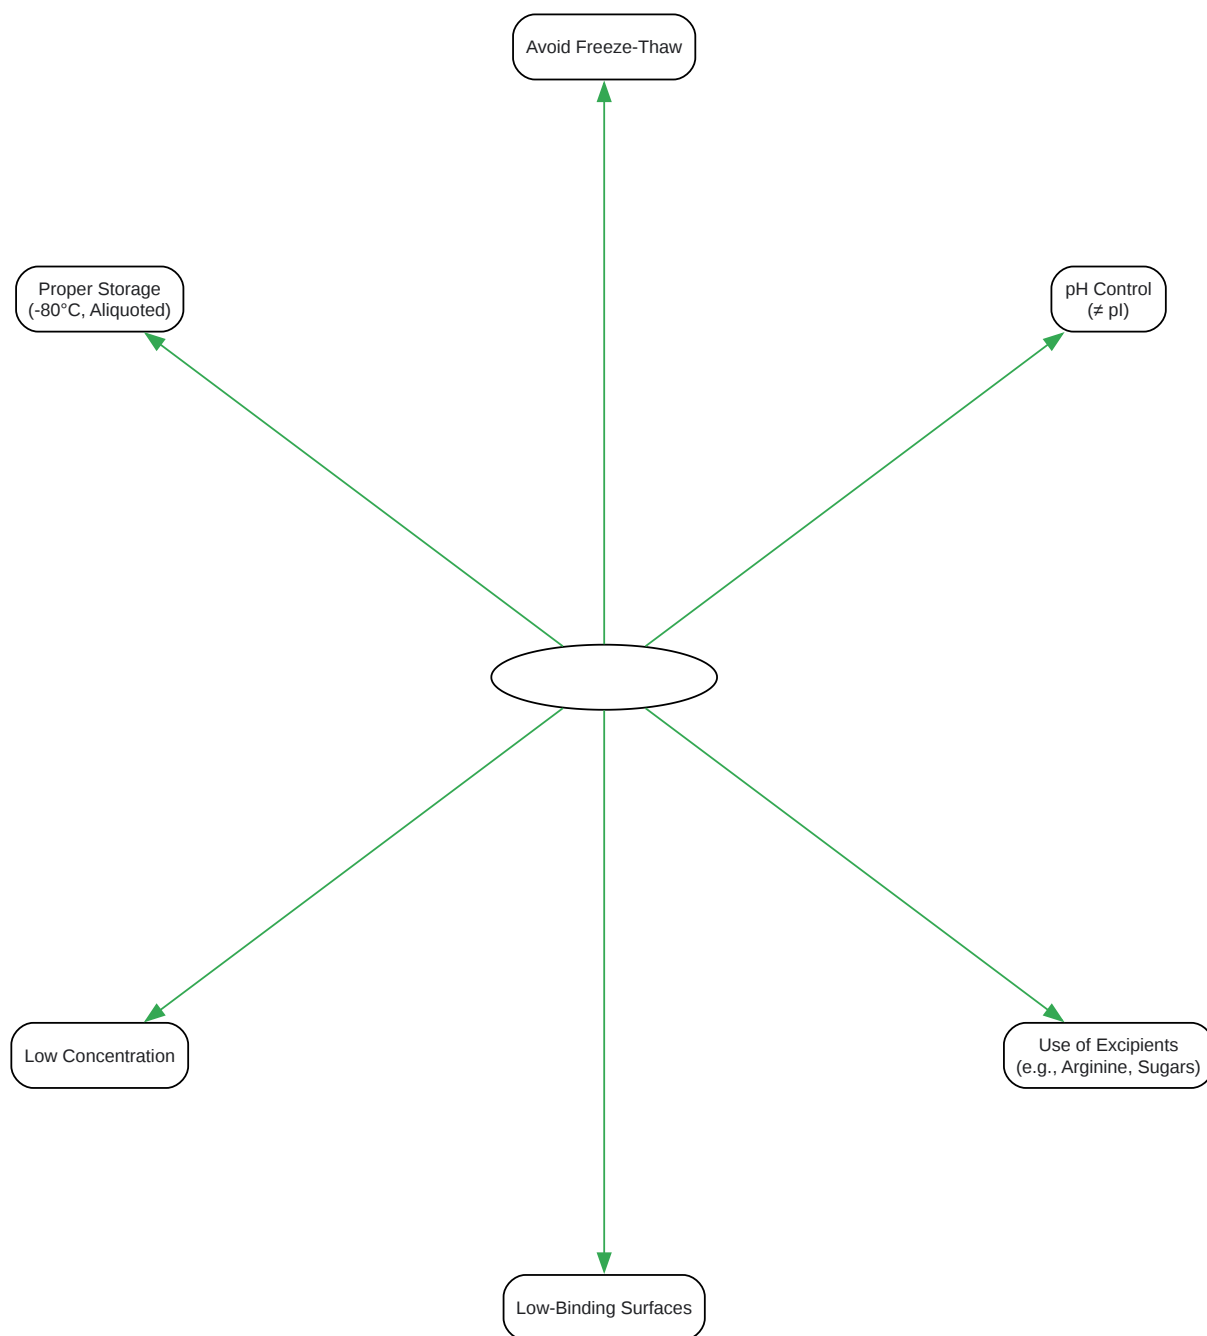 Avoid Freeze-Thaw
Proper Storage
(-80°C, Aliquoted)
pH Control
(≠ pI)
Low Concentration
Use of Excipients
(e.g., Arginine, Sugars)
Low-Binding Surfaces